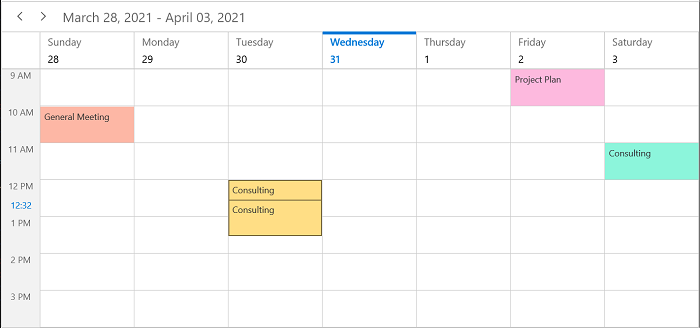 March 28, 2021 - April 03, 2021
Sunday Monday Tuesday Wednesday Thursday Friday Saturday
28 29 30 31 1 2 3
9 AM
Project Plan
10 AM
General Meeting
11 AM
Consulting
12 PM
Consulting
12:32
Consulting
1 PM
2 PM
3 PM